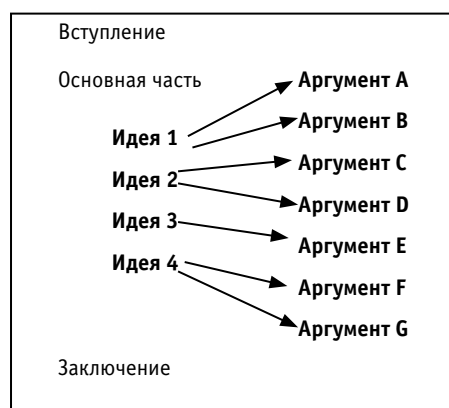 Вступление
Основная часть
Аргумент A
Аргумент B
Идея 1
Аргумент C
Идея 2
Аргумент D
Идея 3
Аргумент E
Идея 4
Аргумент F
Аргумент G
Заключение